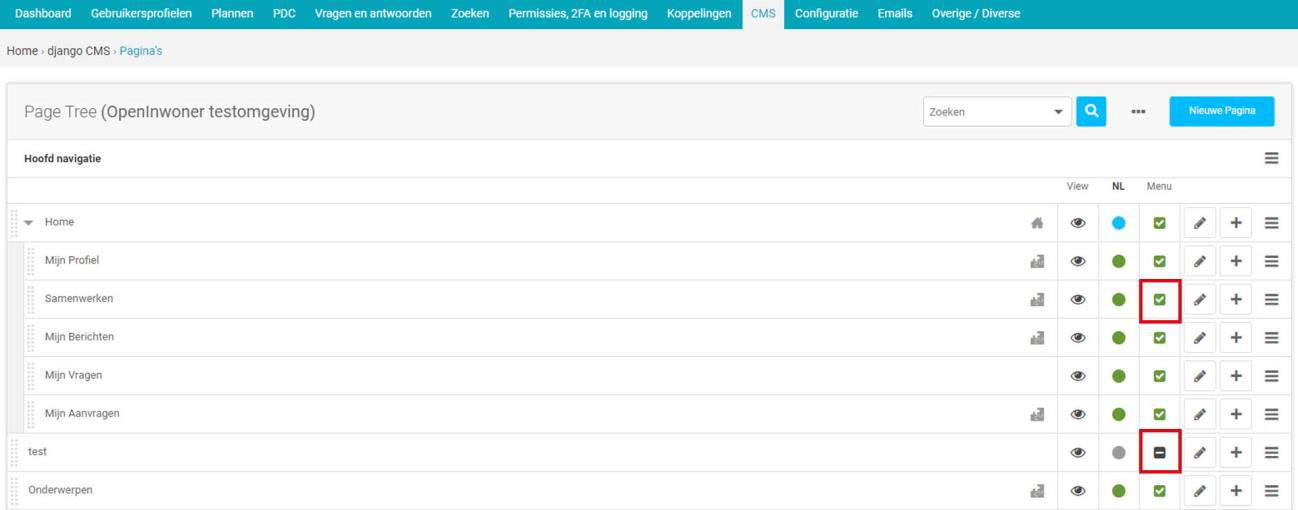 Dashboard Gebruikersprofielen Plannen PDC Vragen en antwoorden Zoeken Permissies, 2FA en logging Koppelingen CMS Configuratie Emails Overige / Diverse
Home › django CMS › Pagina's
Page Tree (OpenInwoner testomgeving) Zoeken Nieuwe Pagina
Hoofd navigatie
View NL Menu
Home
Mijn Profiel
Samenwerken
Mijn Berichten
Mijn Vragen
Mijn Aanvragen
test
Onderwerpen